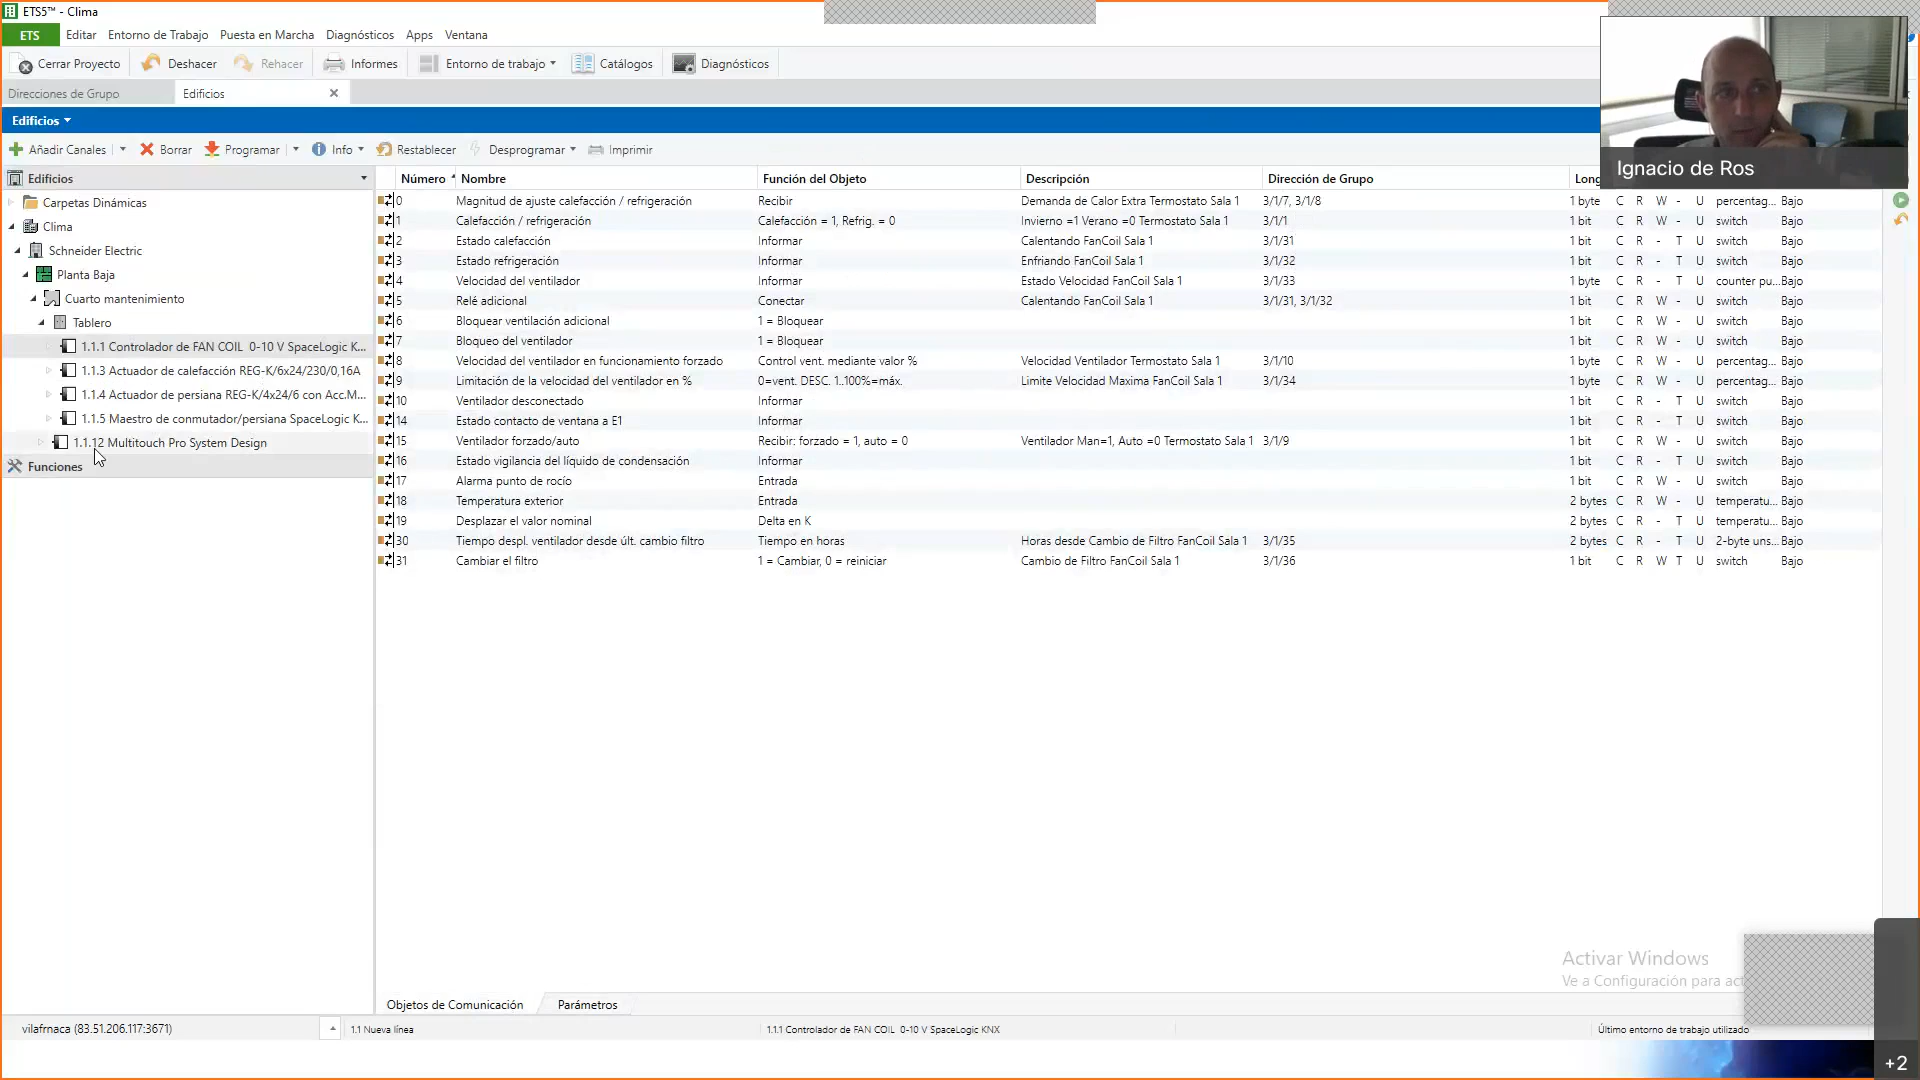 ETS5™ - Clima
ETS Editar Entorno de Trabajo Puesta en Marcha Diagnósticos Apps Ventana
Cerrar Proyecto Deshacer Rehacer Informes Entorno de trabajo Catálogos Diagnósticos
Direcciones de Grupo Edificios
Edificios
Añadir Canales Borrar Programar Info Restablecer Desprogramar Imprimir
Ignacio de Ros
Edificios
Carpetas Dinámicas
Clima
Schneider Electric
Planta Baja
Cuarto mantenimiento
Tablero
1.1.1 Controlador de FAN COIL 0-10 V SpaceLogic K...
1.1.3 Actuador de calefacción REG-K/6x24/230/0,16A
1.1.4 Actuador de persiana REG-K/4x24/6 con Acc.M...
1.1.5 Maestro de conmutador/persiana SpaceLogic K...
1.1.12 Multitouch Pro System Design
Funciones
Número Nombre Función del Objeto Descripción Dirección de Grupo Long
0 Magnitud de ajuste calefacción / refrigeración Recibir Demanda de Calor Extra Termostato Sala 1 3/1/7, 3/1/8 1 byte C R W - U percentag... Bajo
1 Calefacción / refrigeración Calefacción = 1, Refrig. = 0 Invierno =1 Verano =0 Termostato Sala 1 3/1/1 1 bit C R W - U switch Bajo
2 Estado calefacción Informar Calentando FanCoil Sala 1 3/1/31 1 bit C R - T U switch Bajo
3 Estado refrigeración Informar Enfriando FanCoil Sala 1 3/1/32 1 bit C R - T U switch Bajo
4 Velocidad del ventilador Informar Estado Velocidad FanCoil Sala 1 3/1/33 1 byte C R - T U counter pu... Bajo
5 Relé adicional Conectar Calentando FanCoil Sala 1 3/1/31, 3/1/32 1 bit C R W - U switch Bajo
6 Bloquear ventilación adicional 1 = Bloquear 1 bit C R W - U switch Bajo
7 Bloqueo del ventilador 1 = Bloquear 1 bit C R W - U switch Bajo
8 Velocidad del ventilador en funcionamiento forzado Control vent. mediante valor % Velocidad Ventilador Termostato Sala 1 3/1/10 1 byte C R W - U percentag... Bajo
9 Limitación de la velocidad del ventilador en % 0=vent. DESC. 1..100%=máx. Limite Velocidad Maxima FanCoil Sala 1 3/1/34 1 byte C R W - U percentag... Bajo
10 Ventilador desconectado Informar 1 bit C R - T U switch Bajo
14 Estado contacto de ventana a E1 Informar 1 bit C R - T U switch Bajo
15 Ventilador forzado/auto Recibir: forzado = 1, auto = 0 Ventilador Man=1, Auto =0 Termostato Sala 1 3/1/9 1 bit C R W - U switch Bajo
16 Estado vigilancia del líquido de condensación Informar 1 bit C R - T U switch Bajo
17 Alarma punto de rocío Entrada 1 bit C R W - U switch Bajo
18 Temperatura exterior Entrada 2 bytes C R W - U temperatu... Bajo
19 Desplazar el valor nominal Delta en K 2 bytes C R - T U temperatu... Bajo
30 Tiempo despl. ventilador desde últ. cambio filtro Tiempo en horas Horas desde Cambio de Filtro FanCoil Sala 1 3/1/35 2 bytes C R - T U 2-byte uns... Bajo
31 Cambiar el filtro 1 = Cambiar, 0 = reiniciar Cambio de Filtro FanCoil Sala 1 3/1/36 1 bit C R W T U switch Bajo
Activar Windows
Ve a Configuración para act
Objetos de Comunicación Parámetros
vilafrnaca (83.51.206.117:3671) 1.1 Nueva línea 1.1.1 Controlador de FAN COIL 0-10 V SpaceLogic KNX Último entorno de trabajo utilizado
+2